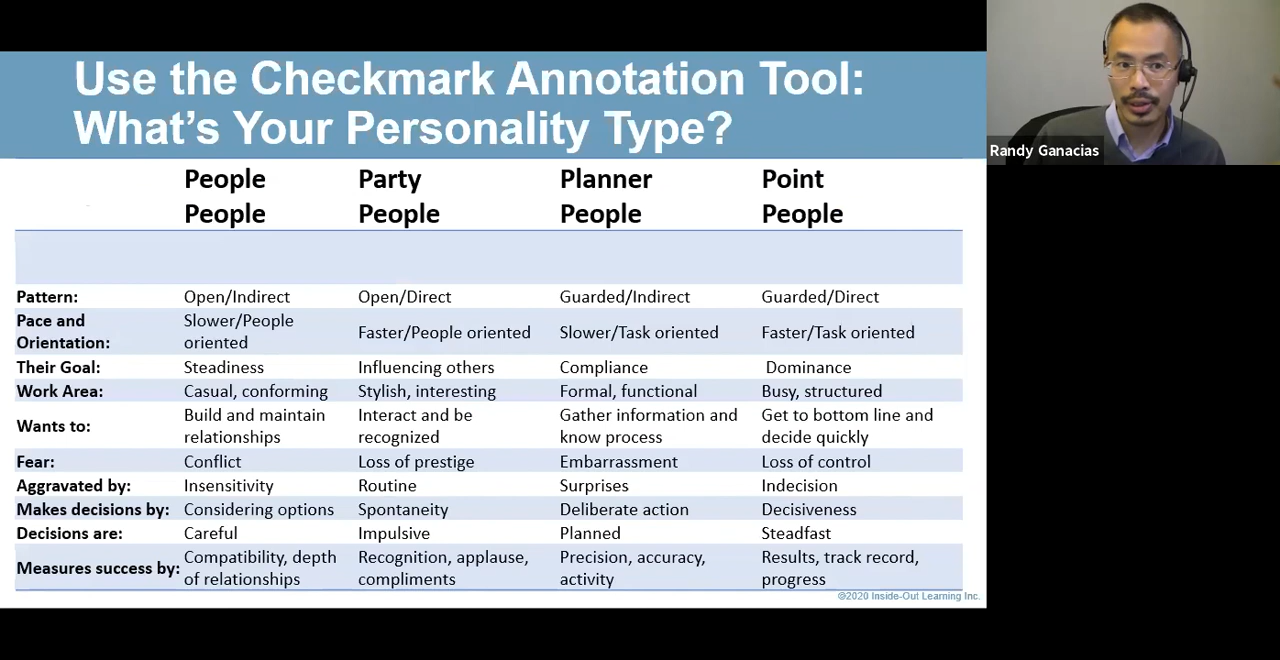 Use the Checkmark Annotation Tool:
What's Your Personality Type?
Randy Ganacias
People People
Party People
Planner People
Point People
Pattern: Open/Indirect Open/Direct Guarded/Indirect Guarded/Direct
Pace and Orientation: Slower/People oriented Faster/People oriented Slower/Task oriented Faster/Task oriented
Their Goal: Steadiness Influencing others Compliance Dominance
Work Area: Casual, conforming Stylish, interesting Formal, functional Busy, structured
Wants to: Build and maintain relationships Interact and be recognized Gather information and know process Get to bottom line and decide quickly
Fear: Conflict Loss of prestige Embarrassment Loss of control
Aggravated by: Insensitivity Routine Surprises Indecision
Makes decisions by: Considering options Spontaneity Deliberate action Decisiveness
Decisions are: Careful Impulsive Planned Steadfast
Measures success by: Compatibility, depth of relationships Recognition, applause, compliments Precision, accuracy, activity Results, track record, progress
©2020 Inside-Out Learning Inc.